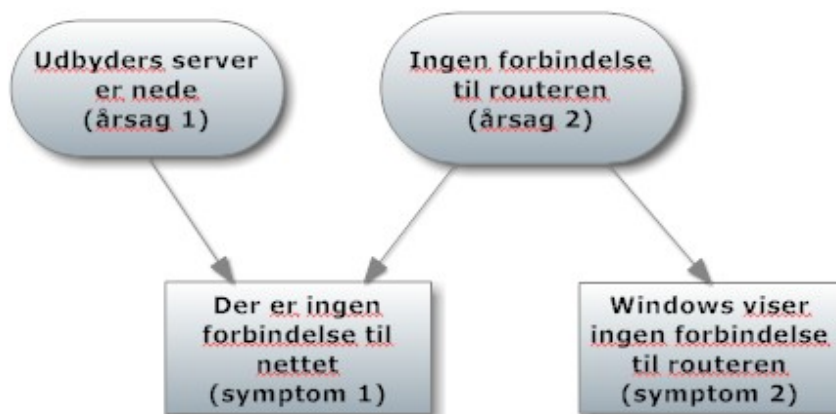 Udbyders server
er nede
(årsag 1)
Ingen forbindelse
til routeren
(årsag 2)
Der er ingen
forbindelse til
nettet
(symptom 1)
Windows viser
ingen forbindelse
til routeren
(symptom 2)